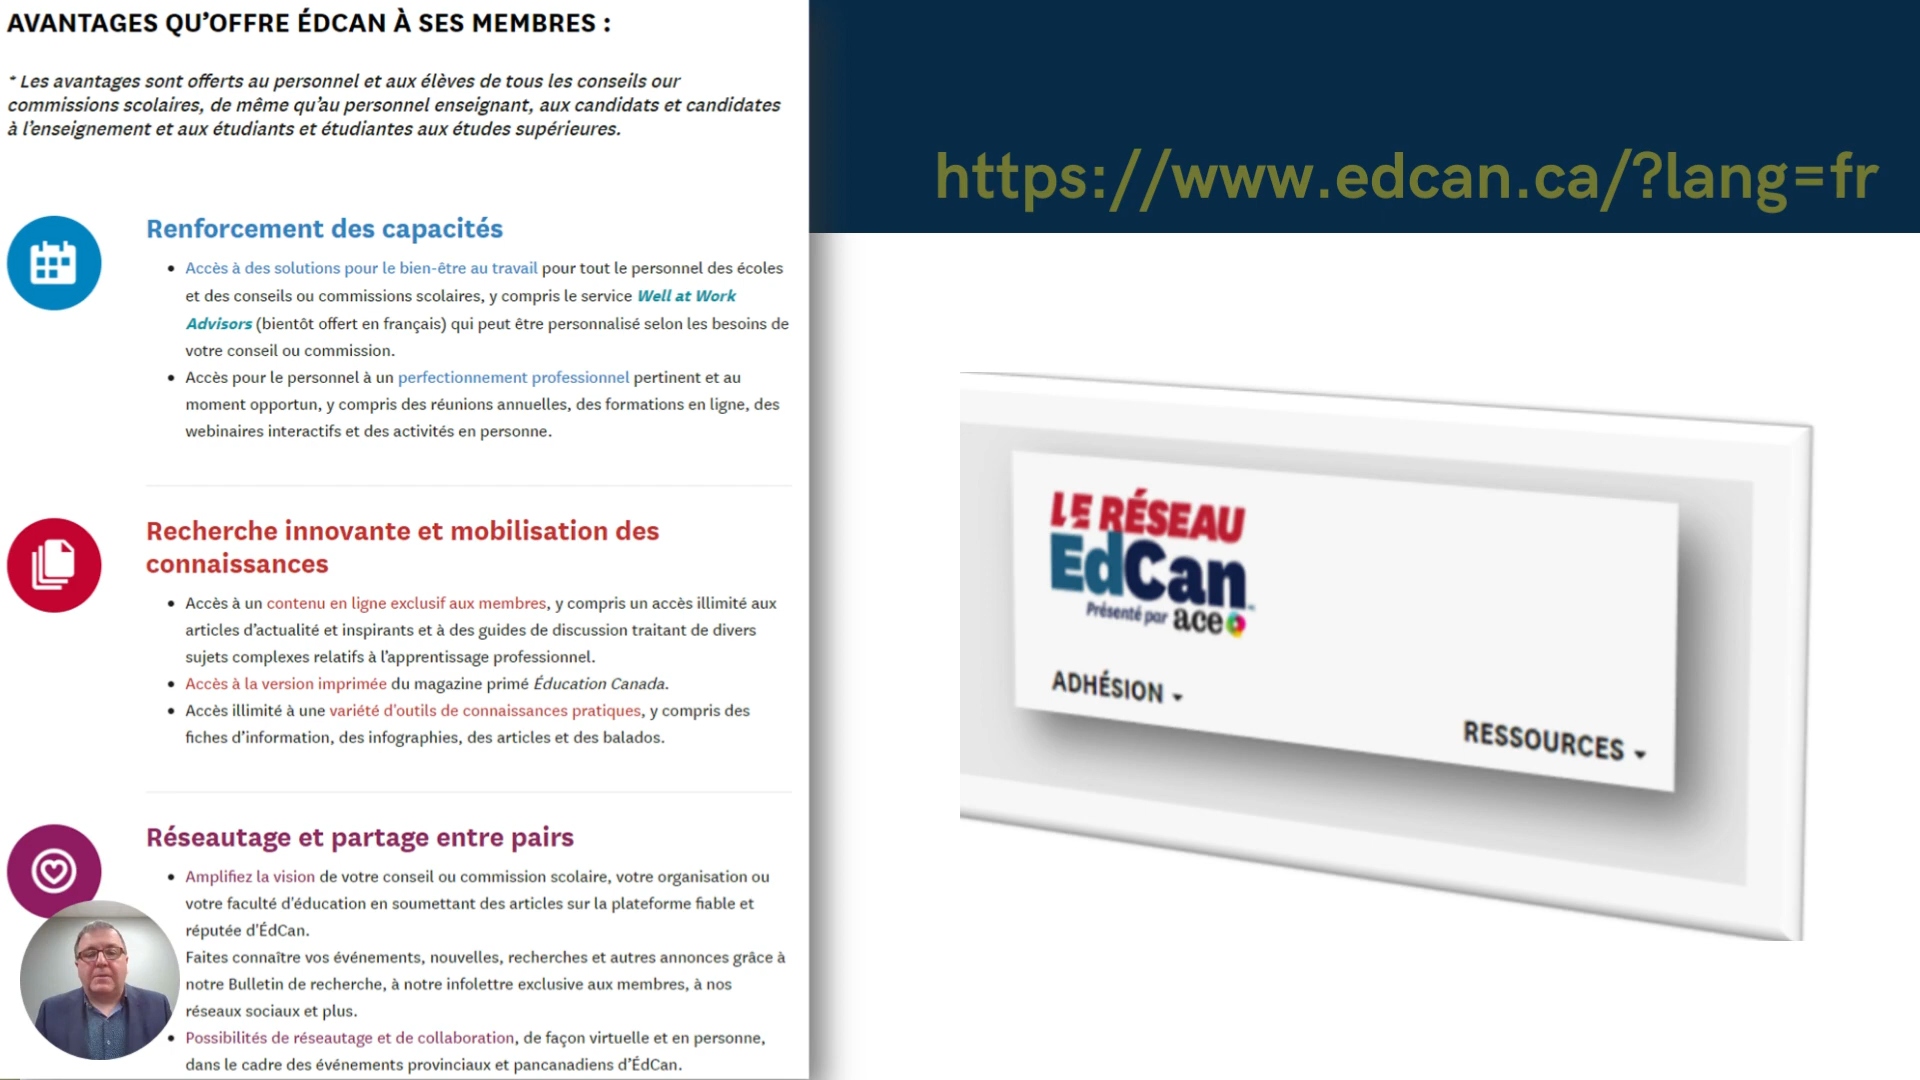 AVANTAGES QU’OFFRE ÉDCAN À SES MEMBRES :
* Les avantages sont offerts au personnel et aux élèves de tous les conseils our
commissions scolaires, de même qu’au personnel enseignant, aux candidats et candidates
à l’enseignement et aux étudiants et étudiantes aux études supérieures.
Renforcement des capacités
• Accès à des solutions pour le bien-être au travail pour tout le personnel des écoles
et des conseils ou commissions scolaires, y compris le service Well at Work
Advisors (bientôt offert en français) qui peut être personnalisé selon les besoins de
votre conseil ou commission.
• Accès pour le personnel à un perfectionnement professionnel pertinent et au
moment opportun, y compris des réunions annuelles, des formations en ligne, des
webinaires interactifs et des activités en personne.
Recherche innovante et mobilisation des
connaissances
• Accès à un contenu en ligne exclusif aux membres, y compris un accès illimité aux
articles d’actualité et inspirants et à des guides de discussion traitant de divers
sujets complexes relatifs à l’apprentissage professionnel.
• Accès à la version imprimée du magazine primé Éducation Canada.
• Accès illimité à une variété d’outils de connaissances pratiques, y compris des
fiches d’information, des infographies, des articles et des balados.
Réseautage et partage entre pairs
• Amplifiez la vision de votre conseil ou commission scolaire, votre organisation ou
votre faculté d’éducation en soumettant des articles sur la plateforme fiable et
réputée d’ÉdCan.
Faites connaître vos événements, nouvelles, recherches et autres annonces grâce à
notre Bulletin de recherche, à notre infolettre exclusive aux membres, à nos
réseaux sociaux et plus.
• Possibilités de réseautage et de collaboration, de façon virtuelle et en personne,
dans le cadre des événements provinciaux et pancanadiens d’ÉdCan.
https://www.edcan.ca/?lang=fr
LE RÉSEAU
EdCan
Présenté par ace
ADHÉSION
RESSOURCES